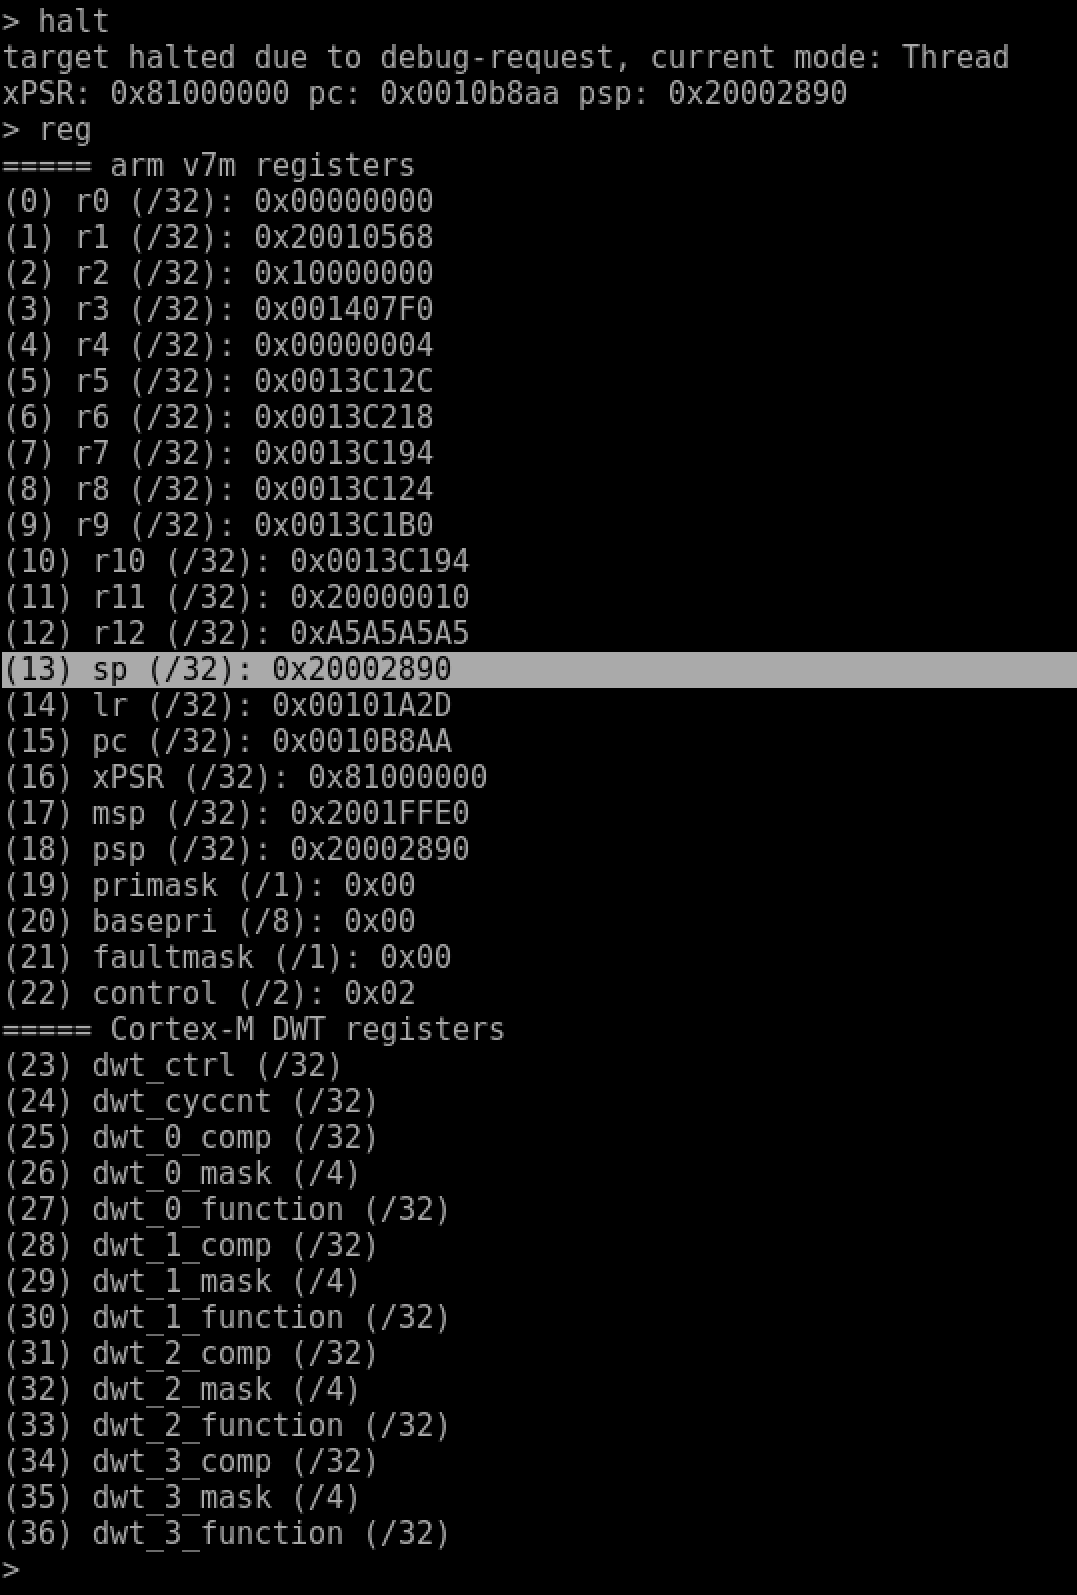 > halt
target halted due to debug-request, current mode: Thread
xPSR: 0x81000000 pc: 0x0010b8aa psp: 0x20002890
> reg
===== arm v7m registers
(0) r0 (/32): 0x00000000
(1) r1 (/32): 0x20010568
(2) r2 (/32): 0x10000000
(3) r3 (/32): 0x001407F0
(4) r4 (/32): 0x00000004
(5) r5 (/32): 0x0013C12C
(6) r6 (/32): 0x0013C218
(7) r7 (/32): 0x0013C194
(8) r8 (/32): 0x0013C124
(9) r9 (/32): 0x0013C1B0
(10) r10 (/32): 0x0013C194
(11) r11 (/32): 0x20000010
(12) r12 (/32): 0xA5A5A5A5
(13) sp (/32): 0x20002890
(14) lr (/32): 0x00101A2D
(15) pc (/32): 0x0010B8AA
(16) xPSR (/32): 0x81000000
(17) msp (/32): 0x2001FFE0
(18) psp (/32): 0x20002890
(19) primask (/1): 0x00
(20) basepri (/8): 0x00
(21) faultmask (/1): 0x00
(22) control (/2): 0x02
===== Cortex-M DWT registers
(23) dwt_ctrl (/32)
(24) dwt_cyccnt (/32)
(25) dwt_0_comp (/32)
(26) dwt_0_mask (/4)
(27) dwt_0_function (/32)
(28) dwt_1_comp (/32)
(29) dwt_1_mask (/4)
(30) dwt_1_function (/32)
(31) dwt_2_comp (/32)
(32) dwt_2_mask (/4)
(33) dwt_2_function (/32)
(34) dwt_3_comp (/32)
(35) dwt_3_mask (/4)
(36) dwt_3_function (/32)
>